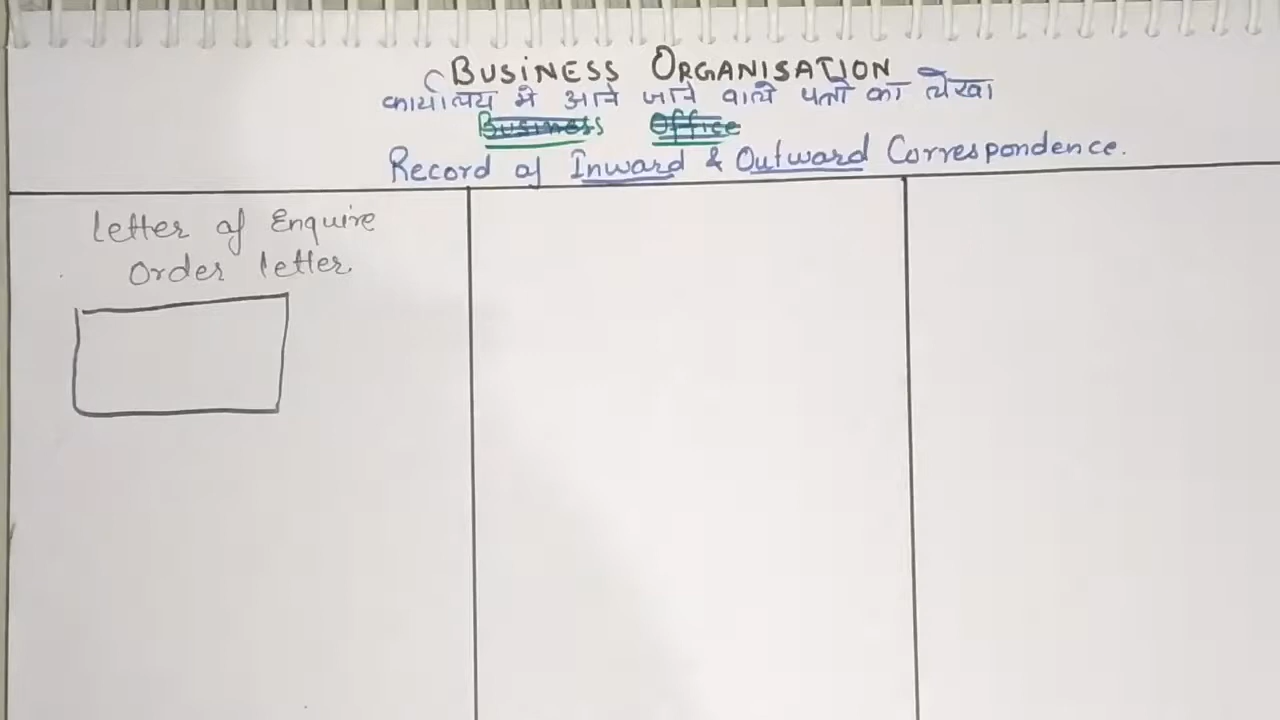 BUSINESS ORGANISATION
कार्यालय में आने जाने वाले पत्रों का लेखा
Business Office
Record of Inward & Outward Correspondence.
Letter of Enquire
Order letter.